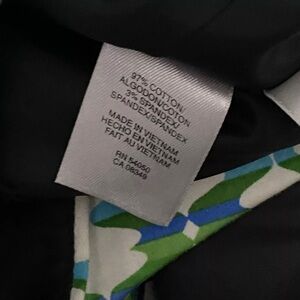 97% COTTON/
ALGODON/COTON
3% SPANDEX/
SPANDEX/SPANDEX
MADE IN VIETNAM
HECHO EN VIETNAM
FAIT AU VIETNAM
RN 54050
CA 08349